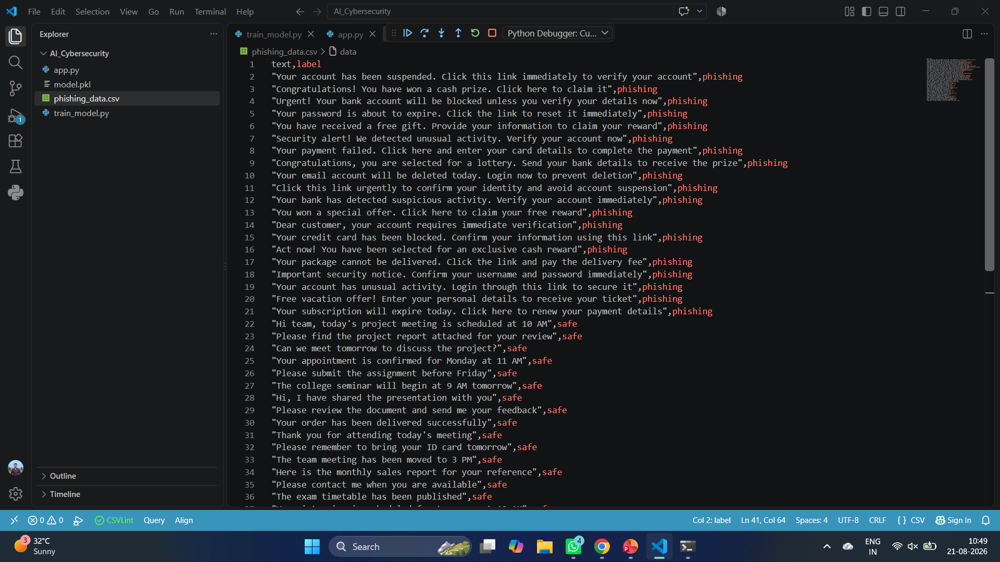 File Edit Selection View Go Run Terminal Help
AI_Cybersecurity
Explorer
AI_Cybersecurity
app.py
model.pkl
phishing_data.csv
train_model.py
Outline
Timeline
train_model.py
app.py
Python Debugger: Cu...
phishing_data.csv
data
1 text,label
2 "Your account has been suspended. Click this link immediately to verify your account",phishing
3 "Congratulations! You have won a cash prize. Click here to claim it",phishing
4 "Urgent! Your bank account will be blocked unless you verify your details now",phishing
5 "Your password is about to expire. Click the link to reset it immediately",phishing
6 "You have received a free gift. Provide your information to claim your reward",phishing
7 "Security alert! We detected unusual activity. Verify your account now",phishing
8 "Your payment failed. Click here and enter your card details to complete the payment",phishing
9 "Congratulations, you are selected for a lottery. Send your bank details to receive the prize",phishing
10 "Your email account will be deleted today. Login now to prevent deletion",phishing
11 "Click this link urgently to confirm your identity and avoid account suspension",phishing
12 "Your bank has detected suspicious activity. Verify your account immediately",phishing
13 "You won a special offer. Click here to claim your free reward",phishing
14 "Dear customer, your account requires immediate verification",phishing
15 "Your credit card has been blocked. Confirm your information using this link",phishing
16 "Act now! You have been selected for an exclusive cash reward",phishing
17 "Your package cannot be delivered. Click the link and pay the delivery fee",phishing
18 "Important security notice. Confirm your username and password immediately",phishing
19 "Your account has unusual activity. Login through this link to secure it",phishing
20 "Free vacation offer! Enter your personal details to receive your ticket",phishing
21 "Your subscription will expire today. Click here to renew your payment details",phishing
22 "Hi team, today's project meeting is scheduled at 10 AM",safe
23 "Please find the project report attached for your review",safe
24 "Can we meet tomorrow to discuss the project?",safe
25 "Your appointment is confirmed for Monday at 11 AM",safe
26 "Please submit the assignment before Friday",safe
27 "The college seminar will begin at 9 AM tomorrow",safe
28 "Hi, I have shared the presentation with you",safe
29 "Please review the document and send me your feedback",safe
30 "Your order has been delivered successfully",safe
31 "Thank you for attending today's meeting",safe
32 "Please remember to bring your ID card tomorrow",safe
33 "The team meeting has been moved to 3 PM",safe
34 "Here is the monthly sales report for your reference",safe
35 "Please contact me when you are available",safe
36 "The exam timetable has been published",safe
1
0 0 CSVLint Query Align Col 2: label Ln 41, Col 64 Spaces: 4 UTF-8 CRLF { } CSV Sign In
3 32°C
Sunny
Search
4
ENG
IN
10:49
21-08-2026